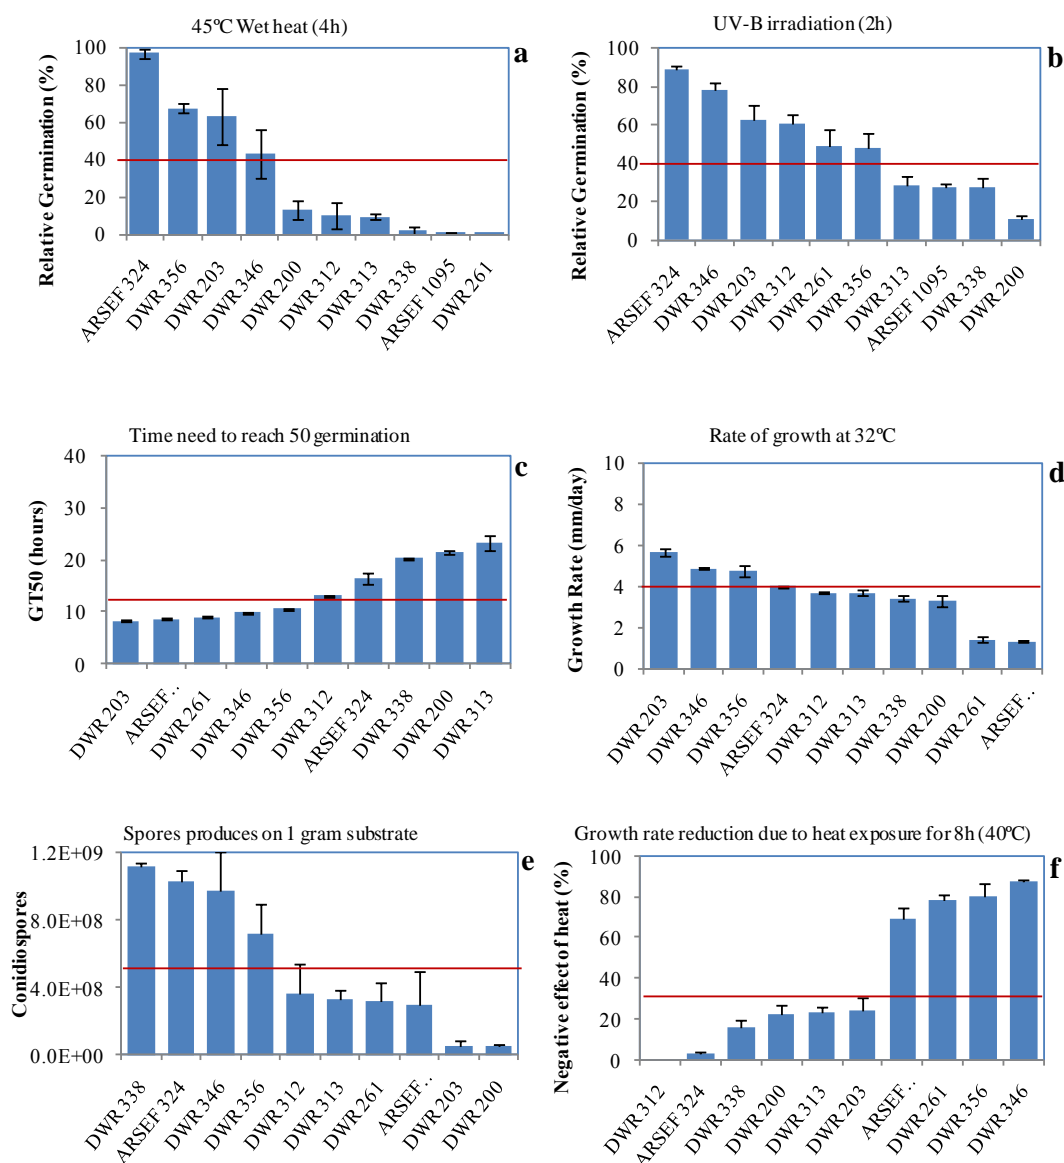 45ºC Wet heat (4h)
a
Relative Germination (%)
100
80
60
40
20
0
ARSEF 324
DWR 356
DWR 203
DWR 346
DWR 200
DWR 312
DWR 313
DWR 338
ARSEF 1095
DWR 261
UV-B irradiation (2h)
b
Relative Germination (%)
100
80
60
40
20
0
ARSEF 324
DWR 346
DWR 203
DWR 312
DWR 261
DWR 356
DWR 313
ARSEF 1095
DWR 338
DWR 200
Time need to reach 50 germination
c
GT50 (hours)
40
30
20
10
0
DWR 203
ARSEF..
DWR 261
DWR 346
DWR 356
DWR 312
ARSEF 324
DWR 338
DWR 200
DWR 313
Rate of growth at 32ºC
d
Growth Rate (mm/day)
10
8
6
4
2
0
DWR 203
DWR 346
DWR 356
ARSEF 324
DWR 312
DWR 313
DWR 338
DWR 200
DWR 261
ARSEF..
Spores produces on 1 gram substrate
e
Conidiospores
1.2E+09
8.0E+08
4.0E+08
0.0E+00
DWR 338
ARSEF 324
DWR 346
DWR 356
DWR 312
DWR 313
DWR 261
ARSEF..
DWR 203
DWR 200
Growth rate reduction due to heat exposure for 8h (40ºC)
f
Negative effect of heat (%)
100
80
60
40
20
0
DWR 312
ARSEF 324
DWR 338
DWR 200
DWR 313
DWR 203
ARSEF..
DWR 261
DWR 356
DWR 346